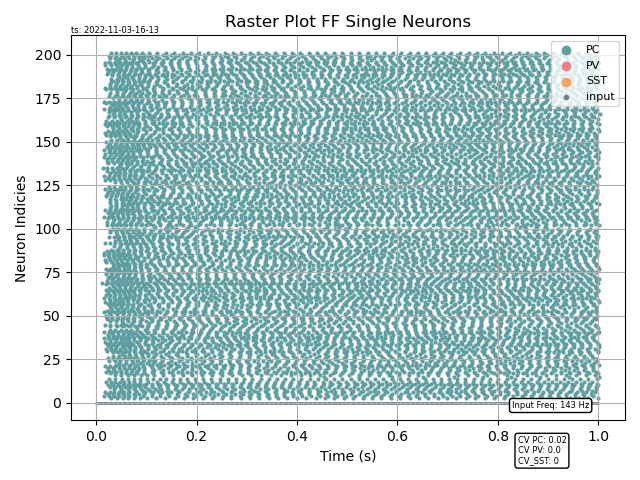 Raster Plot FF Single Neurons
ts: 2022-11-03-16-13
PC
PV
SST
input
200
175
150
125
100
75
50
25
0
Neuron Indicies
Input Freq: 143 Hz
0.0 0.2 0.4 0.6 0.8 1.0
Time (s)
CV PC: 0.02
CV PV: 0.0
CV_SST: 0